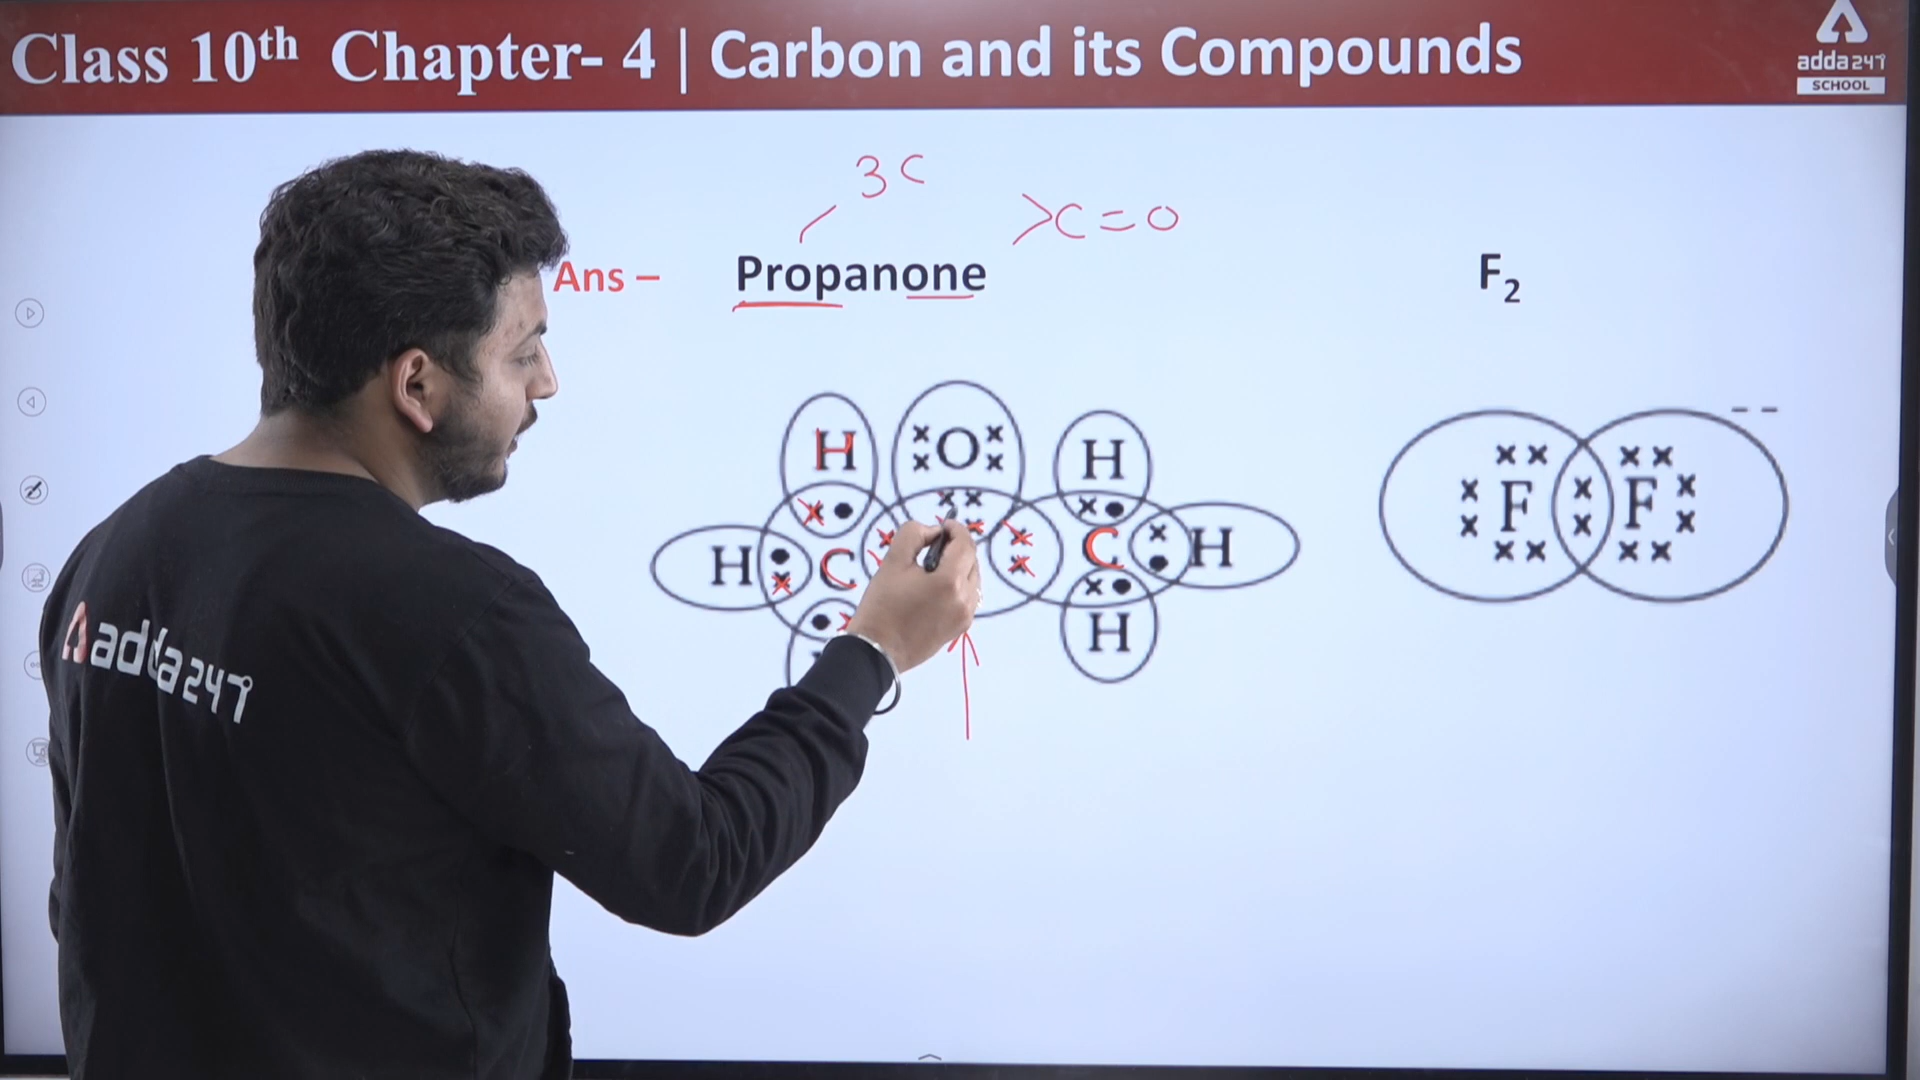 Class 10th Chapter- 4 | Carbon and its Compounds
adda247
SCHOOL
3C
>C=O
Ans – Propanone
F2
H O H
H C C H
H
F F
adda247